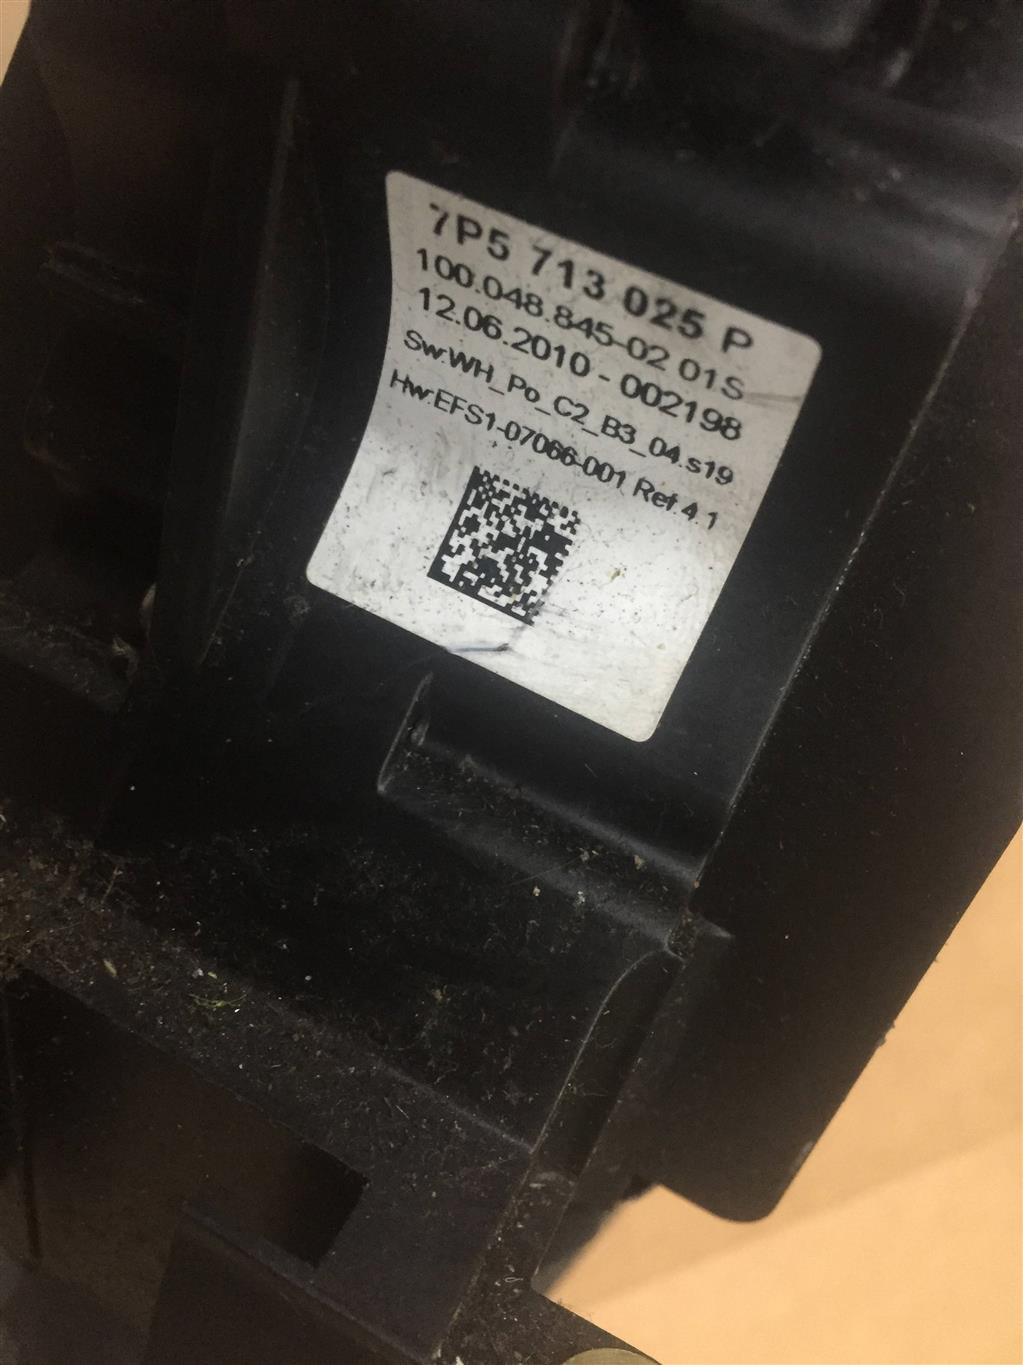 7P5 713 025 P
100.048.845-02 01S
12.06.2010 - 002198
Sw:WH_Po_C2_B3_04.s19
Hw:EFS1-07066-001 Ref.4.1